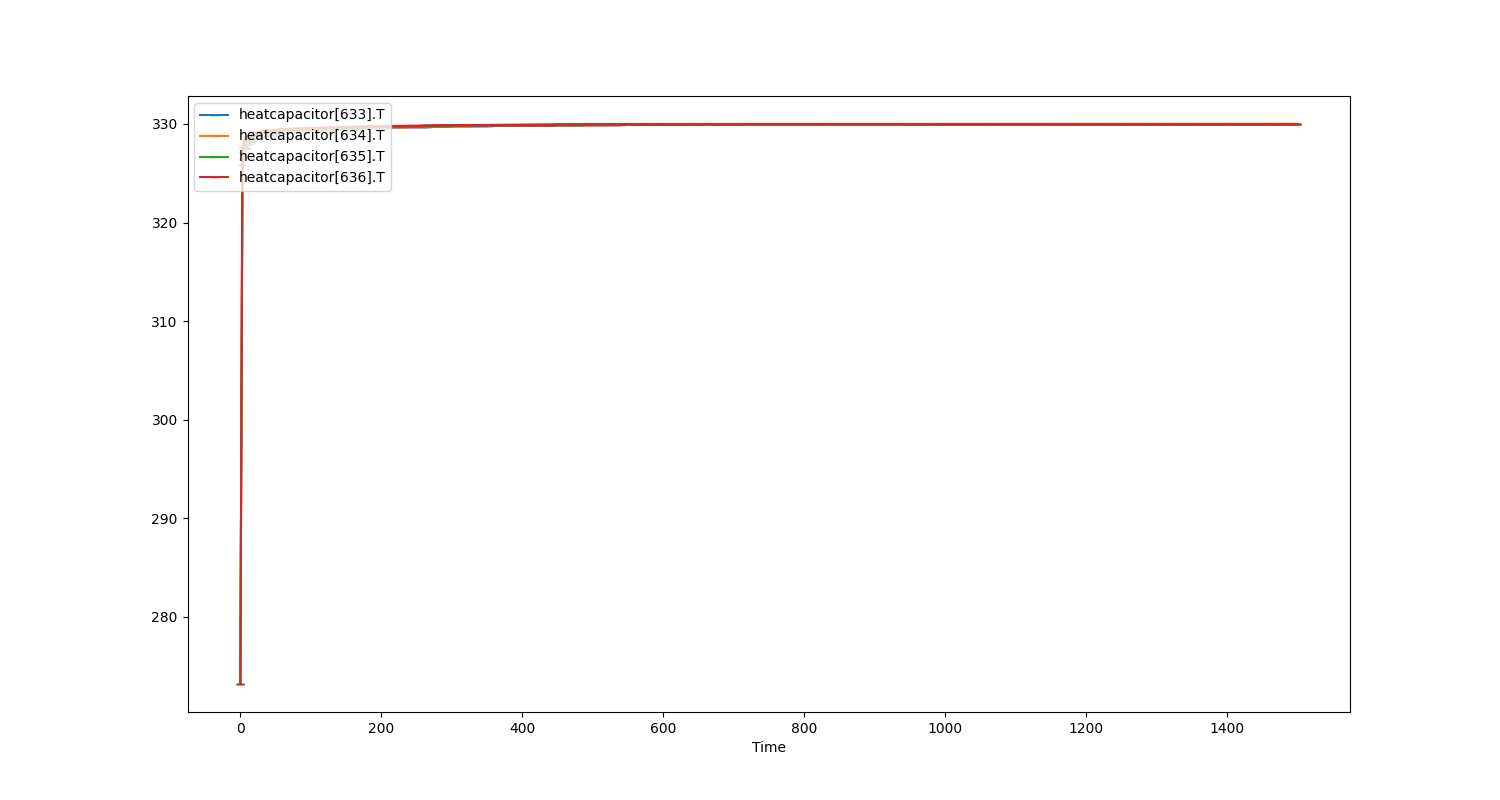 heatcapacitor[633].T
heatcapacitor[634].T
heatcapacitor[635].T
heatcapacitor[636].T
330
320
310
300
290
280
0 200 400 600 800 1000 1200 1400
Time